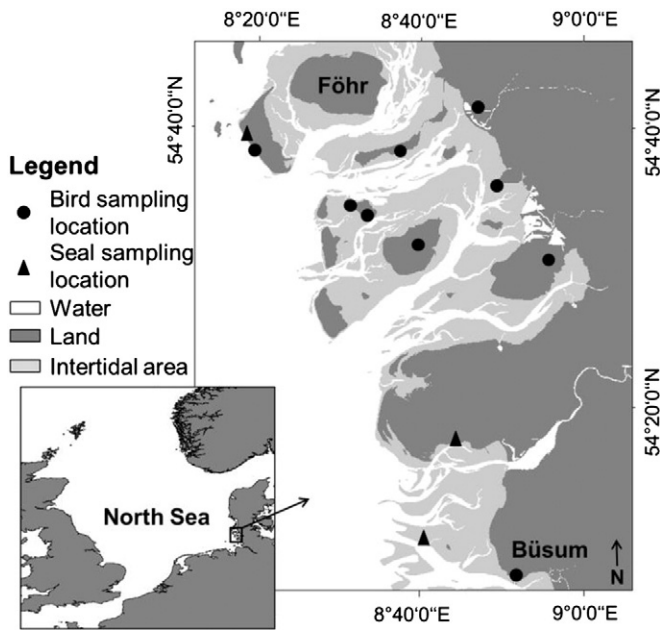 8°20'0"E 8°40'0"E 9°0'0"E
Föhr
54°40'0"N 54°40'0"N
Legend
Bird sampling
location
Seal sampling
location
Water
Land
Intertidal area
54°20'0"N
North Sea
Büsum
N
8°40'0"E 9°0'0"E